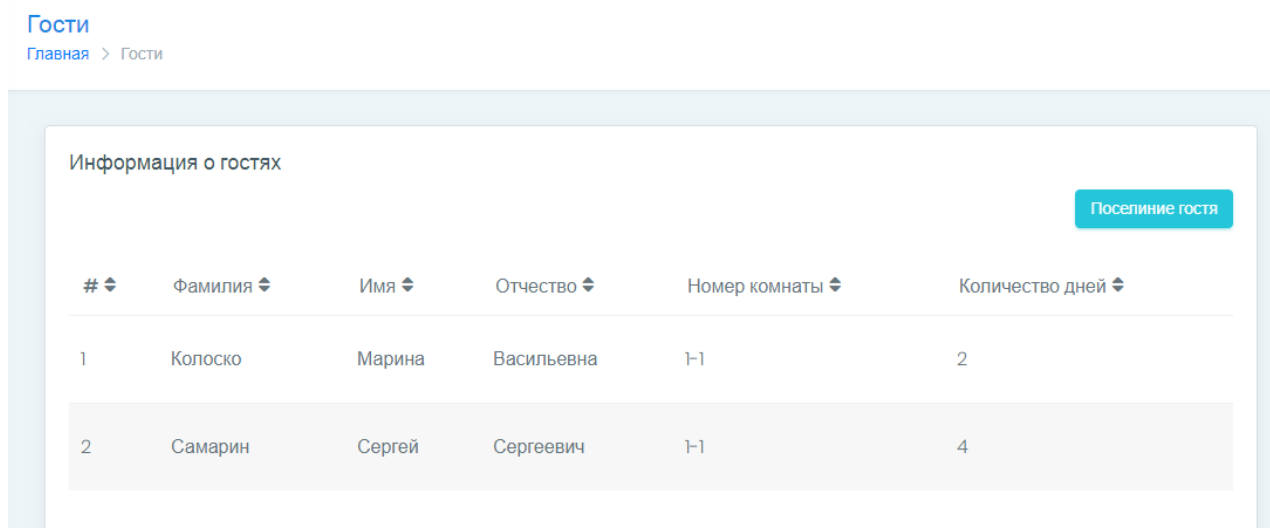 Гости
Главная > Гости
Информация о гостях
Поселиние гостя
# Фамилия Имя Отчество Номер комнаты Количество дней
1 Колоско Марина Васильевна 1-1 2
2 Самарин Сергей Сергеевич 1-1 4